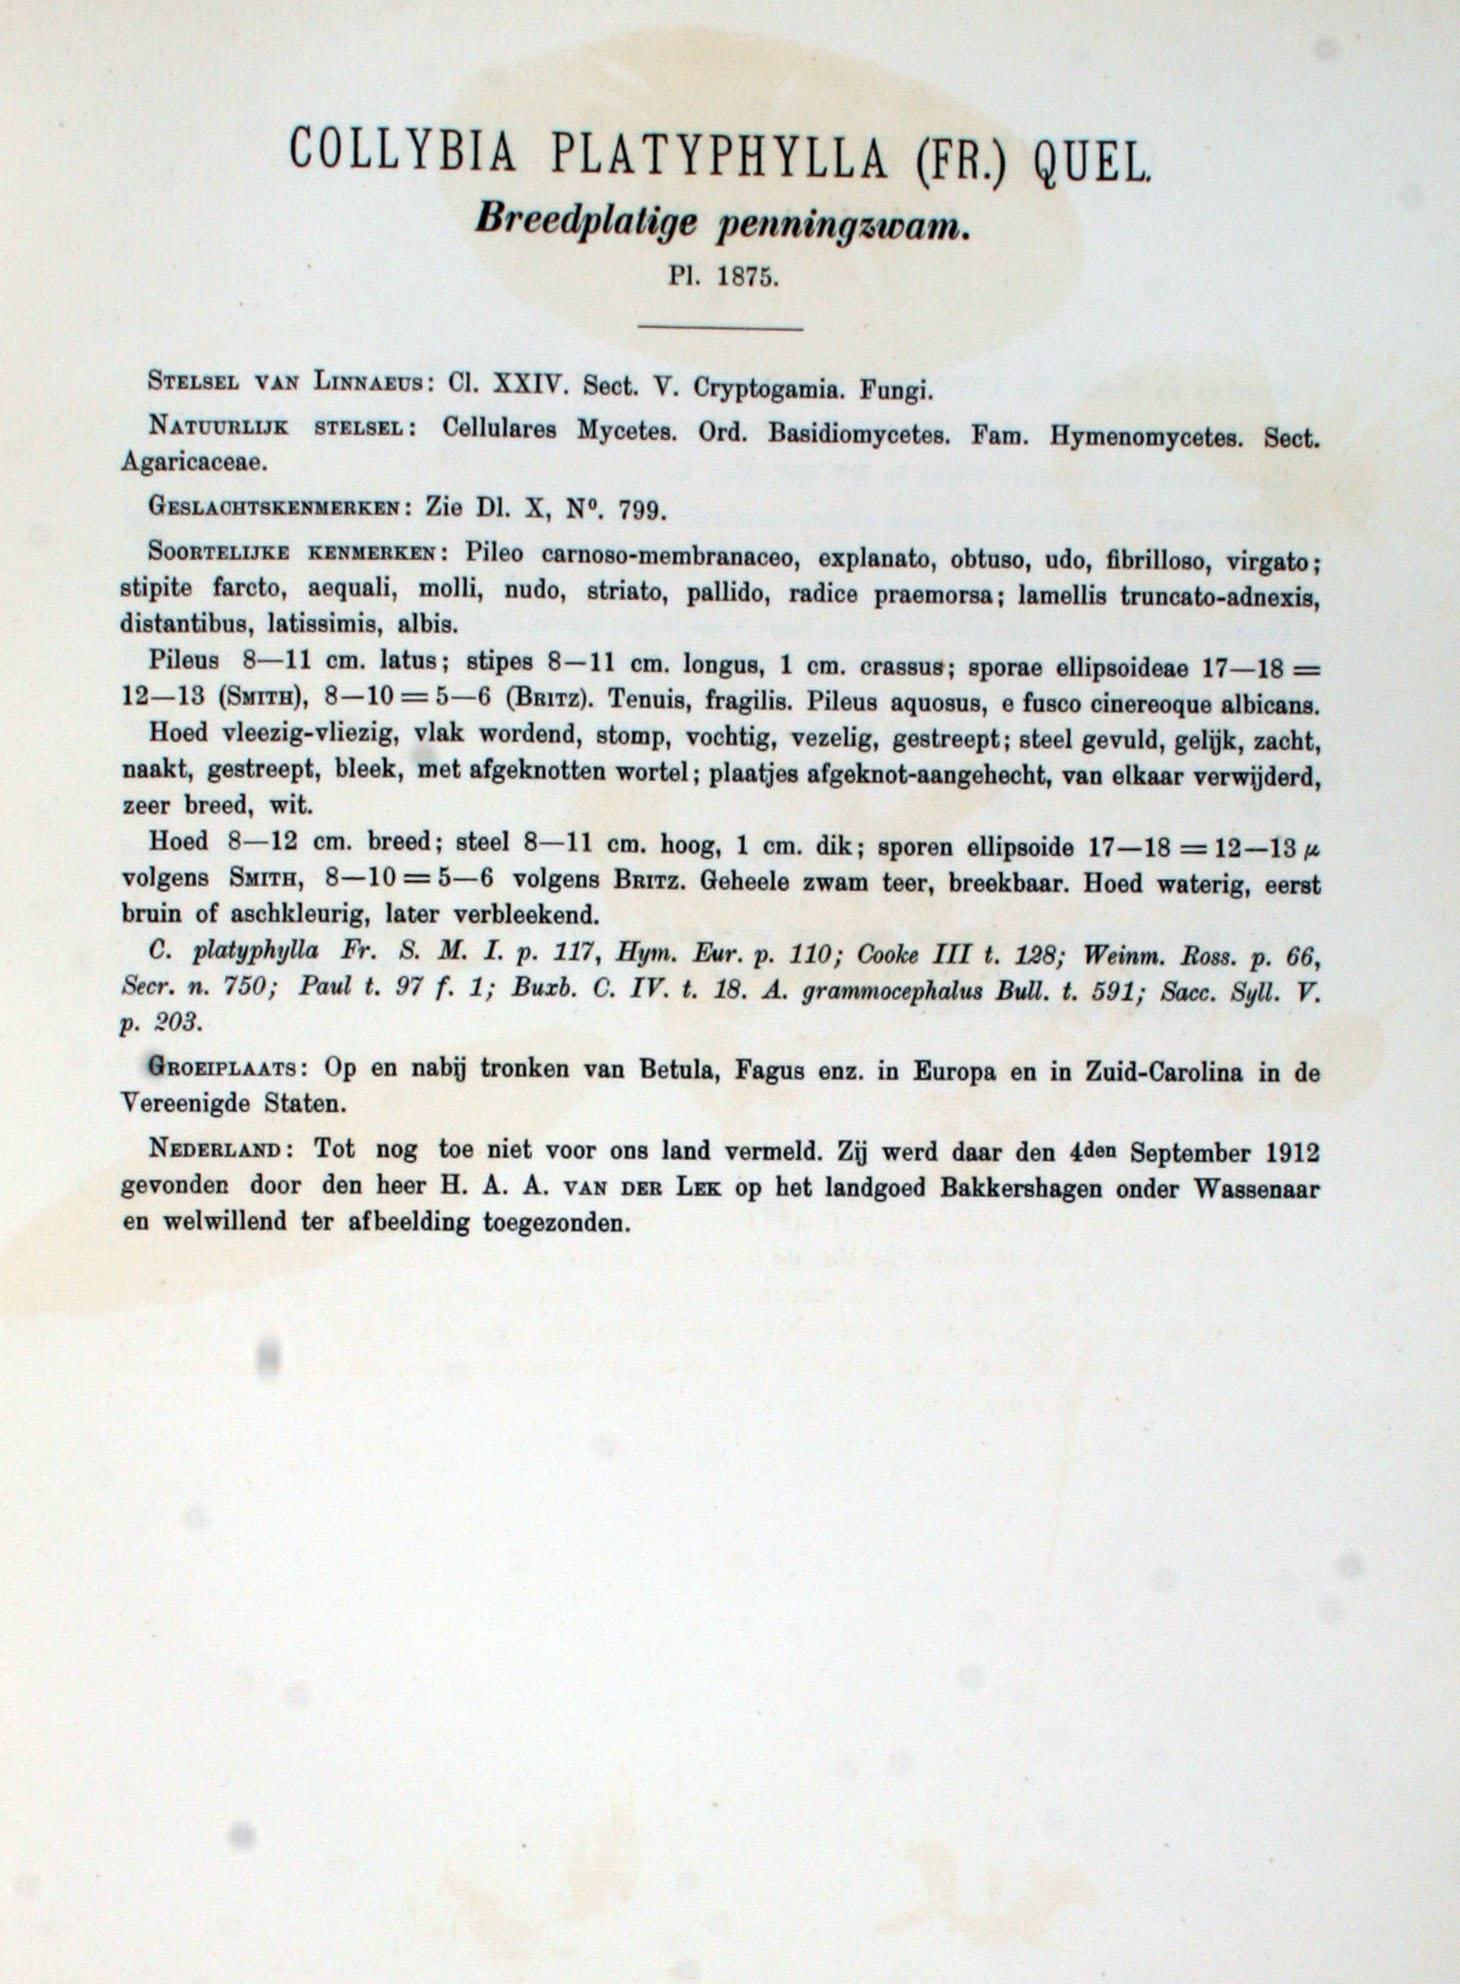 COLLYBIA PLATYPHYLLA (FR.) QUEL.
Breedplatige penningzwam.
Pl. 1875.
STELSEL VAN LINNAEUS: Cl. XXIV. Sect. V. Cryptogamia. Fungi.
NATUURLIJK STELSEL: Cellulares Mycetes. Ord. Basidiomycetes. Fam. Hymenomycetes. Sect.
Agaricaceae.
GESLACHTSKENMERKEN: Zie Dl. X, Nº. 799.
SOORTELIJKE KENMERKEN: Pileo carnoso-membranaceo, explanato, obtuso, udo, fibrilloso, virgato;
stipite farcto, aequali, molli, nudo, striato, pallido, radice praemorsa; lamellis truncato-adnexis,
distantibus, latissimis, albis.
Pileus 8—11 cm. latus; stipes 8—11 cm. longus, 1 cm. crassus; sporae ellipsoideae 17—18 =
12—13 (SMITH), 8—10 = 5—6 (BRITZ). Tenuis, fragilis. Pileus aquosus, e fusco cinereoque albicans.
Hoed vleezig-vliezig, vlak wordend, stomp, vochtig, vezelig, gestreept; steel gevuld, gelijk, zacht,
naakt, gestreept, bleek, met afgeknotten wortel; plaatjes afgeknot-aangehecht, van elkaar verwijderd,
zeer breed, wit.
Hoed 8—12 cm. breed; steel 8—11 cm. hoog, 1 cm. dik; sporen ellipsoide 17—18 = 12—13 μ
volgens SMITH, 8—10 = 5—6 volgens BRITZ. Geheele zwam teer, breekbaar. Hoed waterig, eerst
bruin of aschkleurig, later verbleekend.
C. platyphylla Fr. S. M. I. p. 117, Hym. Eur. p. 110; Cooke III t. 128; Weinm. Ross. p. 66,
Secr. n. 750; Paul t. 97 f. 1; Buxb. C. IV. t. 18. A. grammocephalus Bull. t. 591; Sacc. Syll. V.
p. 203.
GROEIPLAATS: Op en nabij tronken van Betula, Fagus enz. in Europa en in Zuid-Carolina in de
Vereenigde Staten.
NEDERLAND: Tot nog toe niet voor ons land vermeld. Zij werd daar den 4den September 1912
gevonden door den heer H. A. A. VAN DER LEK op het landgoed Bakkershagen onder Wassenaar
en welwillend ter afbeelding toegezonden.